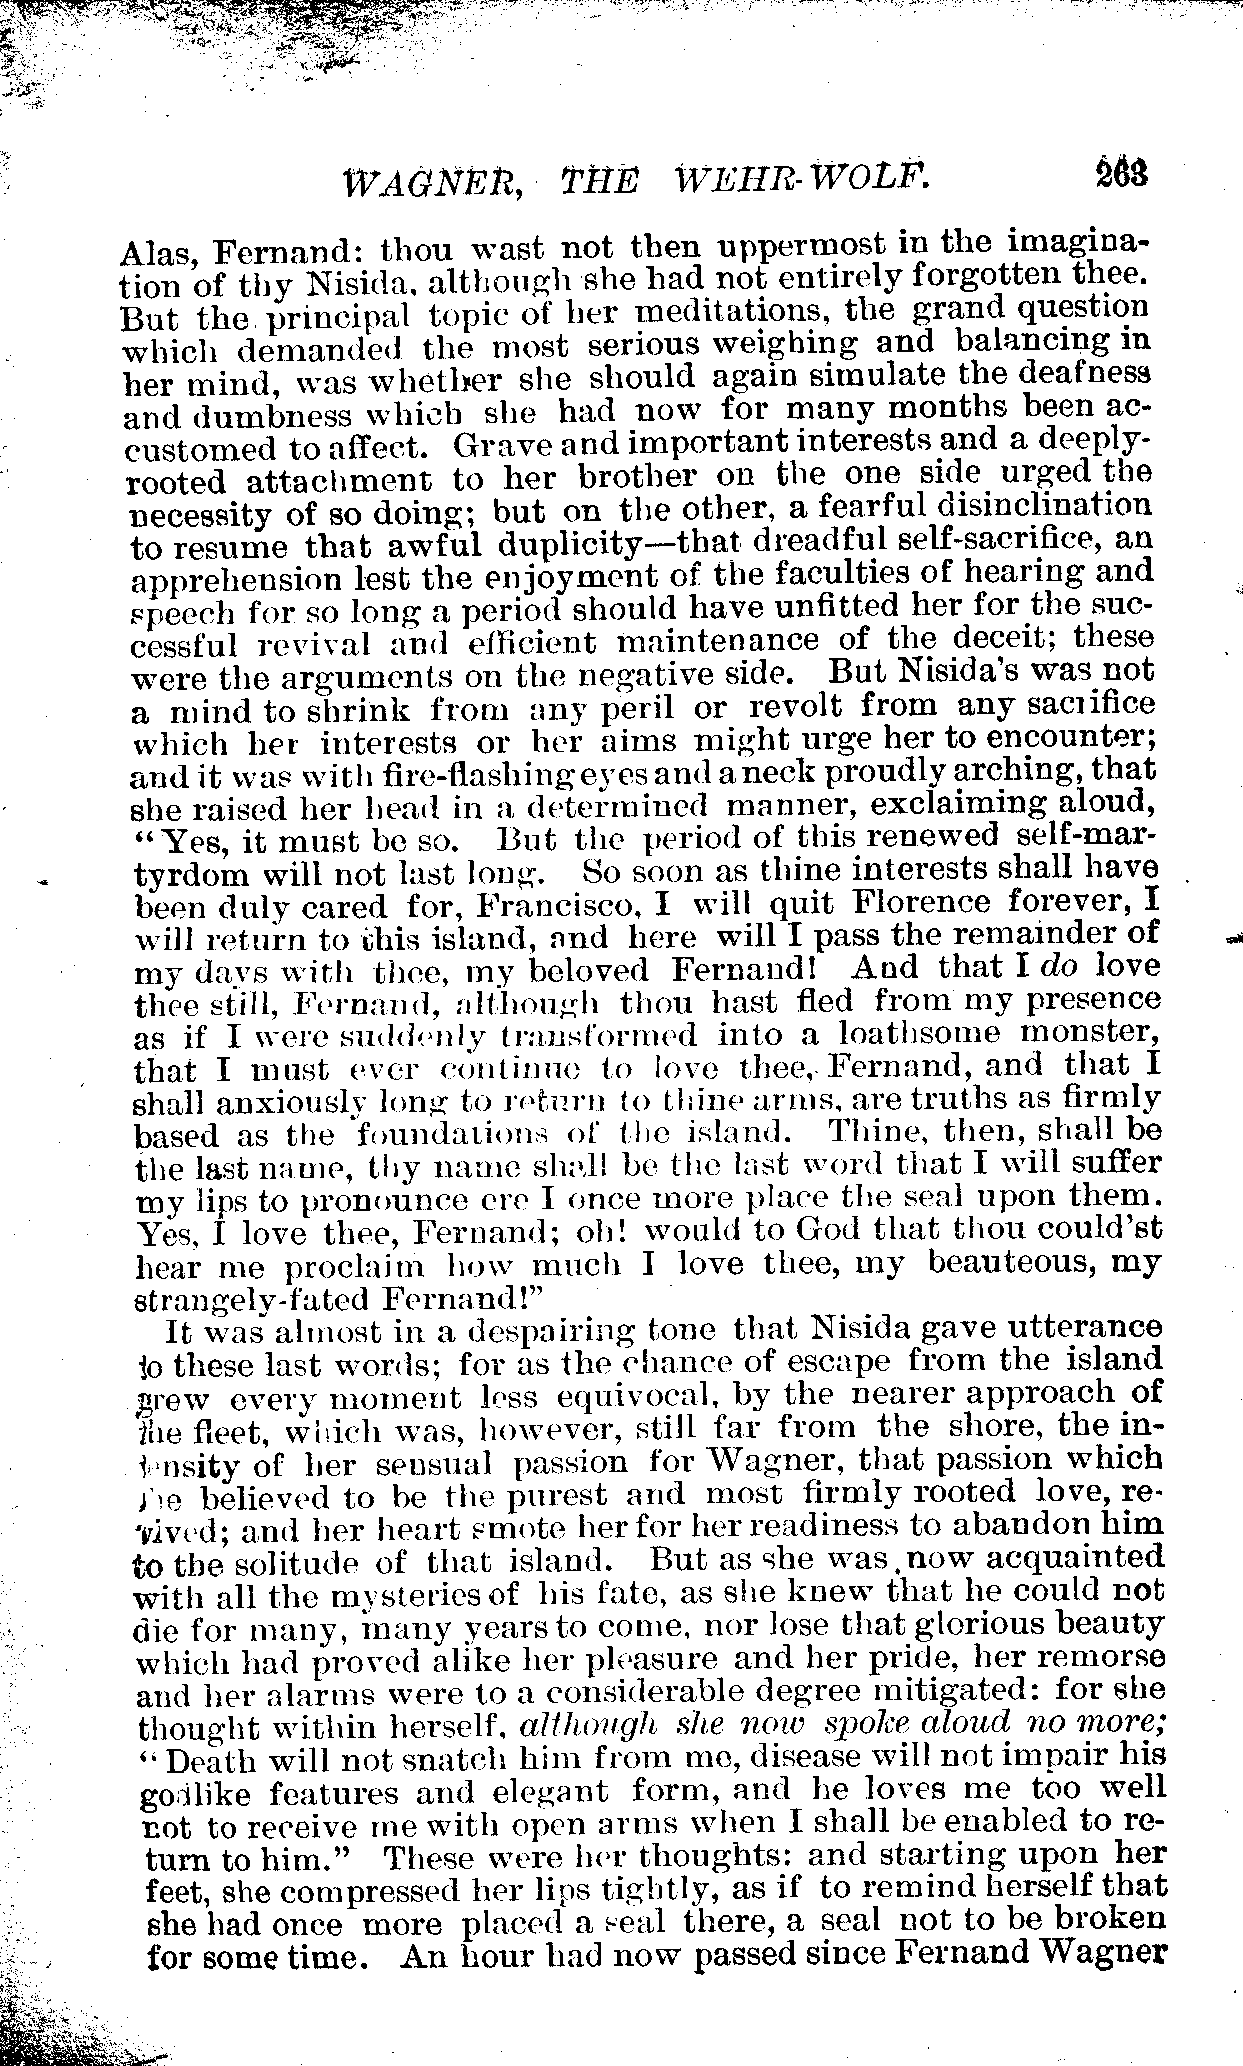 WAGNER, THE WEHR-WOLF. 263
Alas, Fernand: thou wast not then uppermost in the imagina-
tion of thy Nisida, although she had not entirely forgotten thee.
But the principal topic of her meditations, the grand question
which demanded the most serious weighing and balancing in
her mind, was whether she should again simulate the deafness
and dumbness which she had now for many months been ac-
customed to affect. Grave and important interests and a deeply-
rooted attachment to her brother on the one side urged the
necessity of so doing; but on the other, a fearful disinclination
to resume that awful duplicity—that dreadful self-sacrifice, an
apprehension lest the enjoyment of the faculties of hearing and
speech for so long a period should have unfitted her for the suc-
cessful revival and efficient maintenance of the deceit; these
were the arguments on the negative side. But Nisida's was not
a mind to shrink from any peril or revolt from any sacrifice
which her interests or her aims might urge her to encounter;
and it was with fire-flashing eyes and a neck proudly arching, that
she raised her head in a determined manner, exclaiming aloud,
"Yes, it must be so. But the period of this renewed self-mar-
tyrdom will not last long. So soon as thine interests shall have
been duly cared for, Francisco, I will quit Florence forever, I
will return to this island, and here will I pass the remainder of
my days with thee, my beloved Fernand! And that I do love
thee still, Fernand, although thou hast fled from my presence
as if I were suddenly transformed into a loathsome monster,
that I must ever continue to love thee, Fernand, and that I
shall anxiously long to return to thine arms, are truths as firmly
based as the foundations of the island. Thine, then, shall be
the last name, thy name shall be the last word that I will suffer
my lips to pronounce ere I once more place the seal upon them.
Yes, I love thee, Fernand; oh! would to God that thou could'st
hear me proclaim how much I love thee, my beauteous, my
strangely-fated Fernand!"
It was almost in a despairing tone that Nisida gave utterance
to these last words; for as the chance of escape from the island
grew every moment less equivocal, by the nearer approach of
the fleet, which was, however, still far from the shore, the in-
tensity of her sensual passion for Wagner, that passion which
she believed to be the purest and most firmly rooted love, re-
vived; and her heart smote her for her readiness to abandon him
to the solitude of that island. But as she was now acquainted
with all the mysteries of his fate, as she knew that he could not
die for many, many years to come, nor lose that glorious beauty
which had proved alike her pleasure and her pride, her remorse
and her alarms were to a considerable degree mitigated: for she
thought within herself, although she now spoke aloud no more;
"Death will not snatch him from me, disease will not impair his
godlike features and elegant form, and he loves me too well
not to receive me with open arms when I shall be enabled to re-
turn to him." These were her thoughts: and starting upon her
feet, she compressed her lips tightly, as if to remind herself that
she had once more placed a seal there, a seal not to be broken
for some time. An hour had now passed since Fernand Wagner